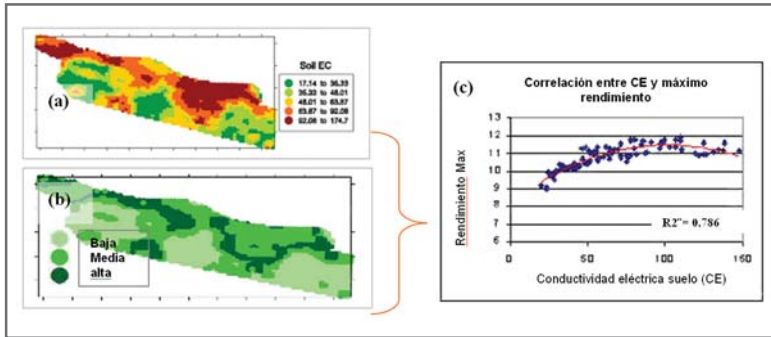 (a)
Soil EC
17.14 to 36.33
36.33 to 48.01
48.01 to 63.87
63.87 to 92.08
92.08 to 174.7
(b)
Baja
Media
alta
(c)
Correlación entre CE y máximo
rendimiento
Rendimiento Max
13
12
11
10
9
8
7
6
0
50
100
150
R2"= 0.786
Conductividad eléctrica suelo (CE)